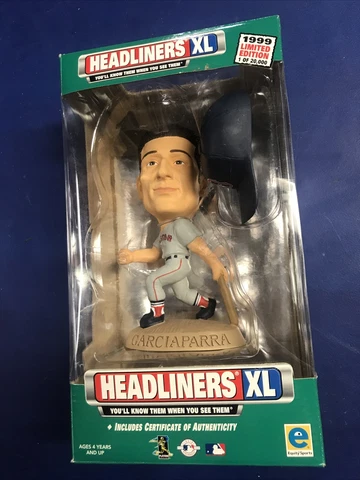 HEADLINERS® XL
YOU'LL KNOW THEM WHEN YOU SEE THEM™
1999
LIMITED
EDITION
1 OF 20,000
GARCIAPARRA
HEADLINERS® XL
YOU'LL KNOW THEM WHEN YOU SEE THEM®
• INCLUDES CERTIFICATE OF AUTHENTICITY
AGES 4 YEARS
AND UP
e
Equity Sports